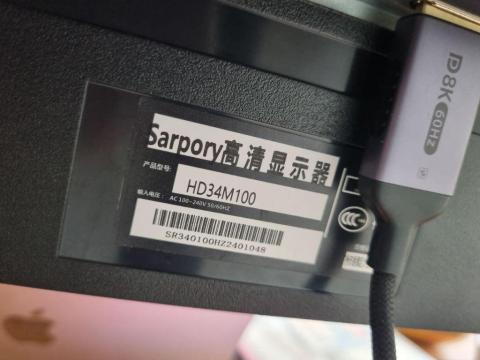 8K 60Hz
Sarpory高清显示器
产品型号: HD34M100
输入电压: AC 100-240V 50/60HZ
SR340100HZ2401048